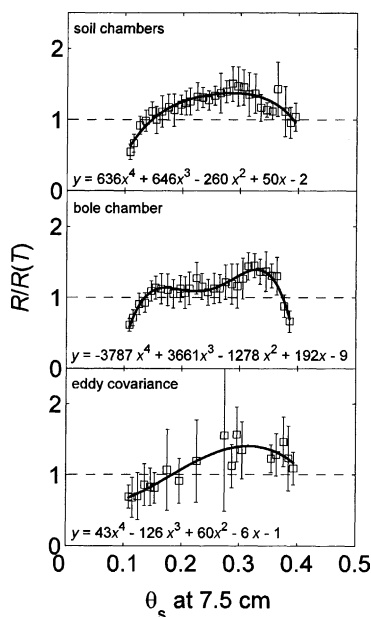 soil chambers
2
1
y = 636x⁴ + 646x³ - 260 x² + 50x - 2
0
bole chamber
2
R/R(T)
1
y = -3787 x⁴ + 3661x³ - 1278 x² + 192x - 9
0
eddy covariance
2
1
y = 43x⁴ - 126 x³ + 60x² - 6 x - 1
0
0 0.1 0.2 0.3 0.4 0.5
θs at 7.5 cm